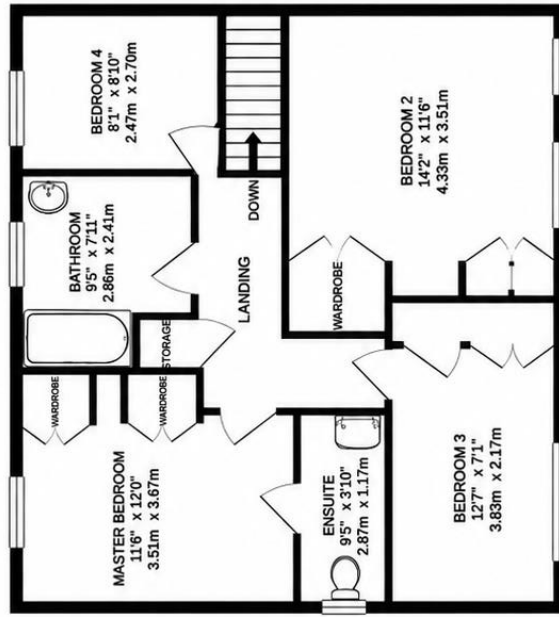 BEDROOM 4
8'1" x 8'10"
2.47m x 2.70m
BEDROOM 2
14'2" x 11'6"
4.33m x 3.51m
BATHROOM
9'5" x 7'11"
2.86m x 2.41m
DOWN
LANDING
WARDROBE
STORAGE
WARDROBE
WARDROBE
MASTER BEDROOM
11'6" x 12'0"
3.51m x 3.67m
ENSUITE
9'5" x 3'10"
2.87m x 1.17m
BEDROOM 3
12'7" x 7'1"
3.83m x 2.17m